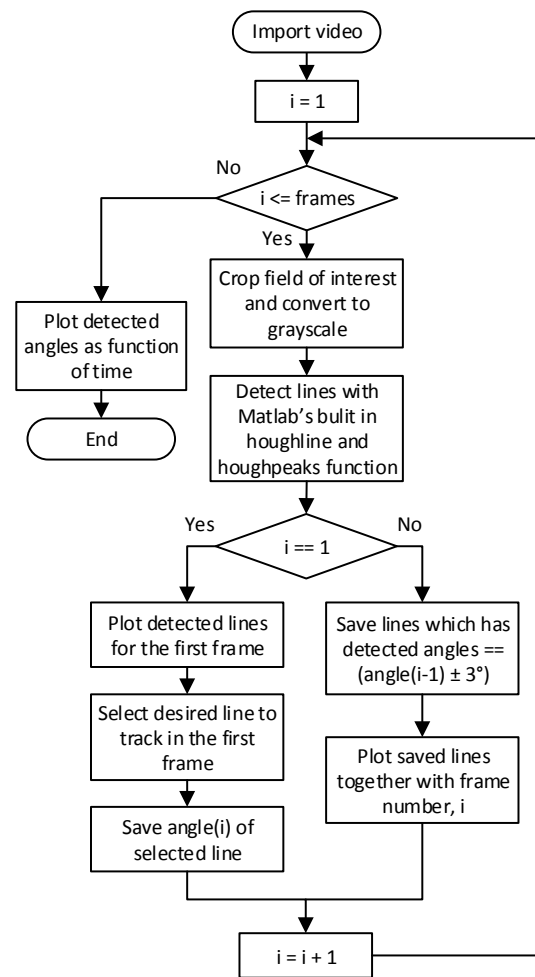 Import video
i = 1
No
i <= frames
Yes
Crop field of interest
and convert to
grayscale
Plot detected
angles as function
of time
End
Detect lines with
Matlab's bulit in
houghline and
houghpeaks function
Yes
No
i == 1
Plot detected lines
for the first frame
Save lines which has
detected angles ==
(angle(i-1) ± 3°)
Select desired line to
track in the first
frame
Plot saved lines
together with frame
number, i
Save angle(i) of
selected line
i = i + 1